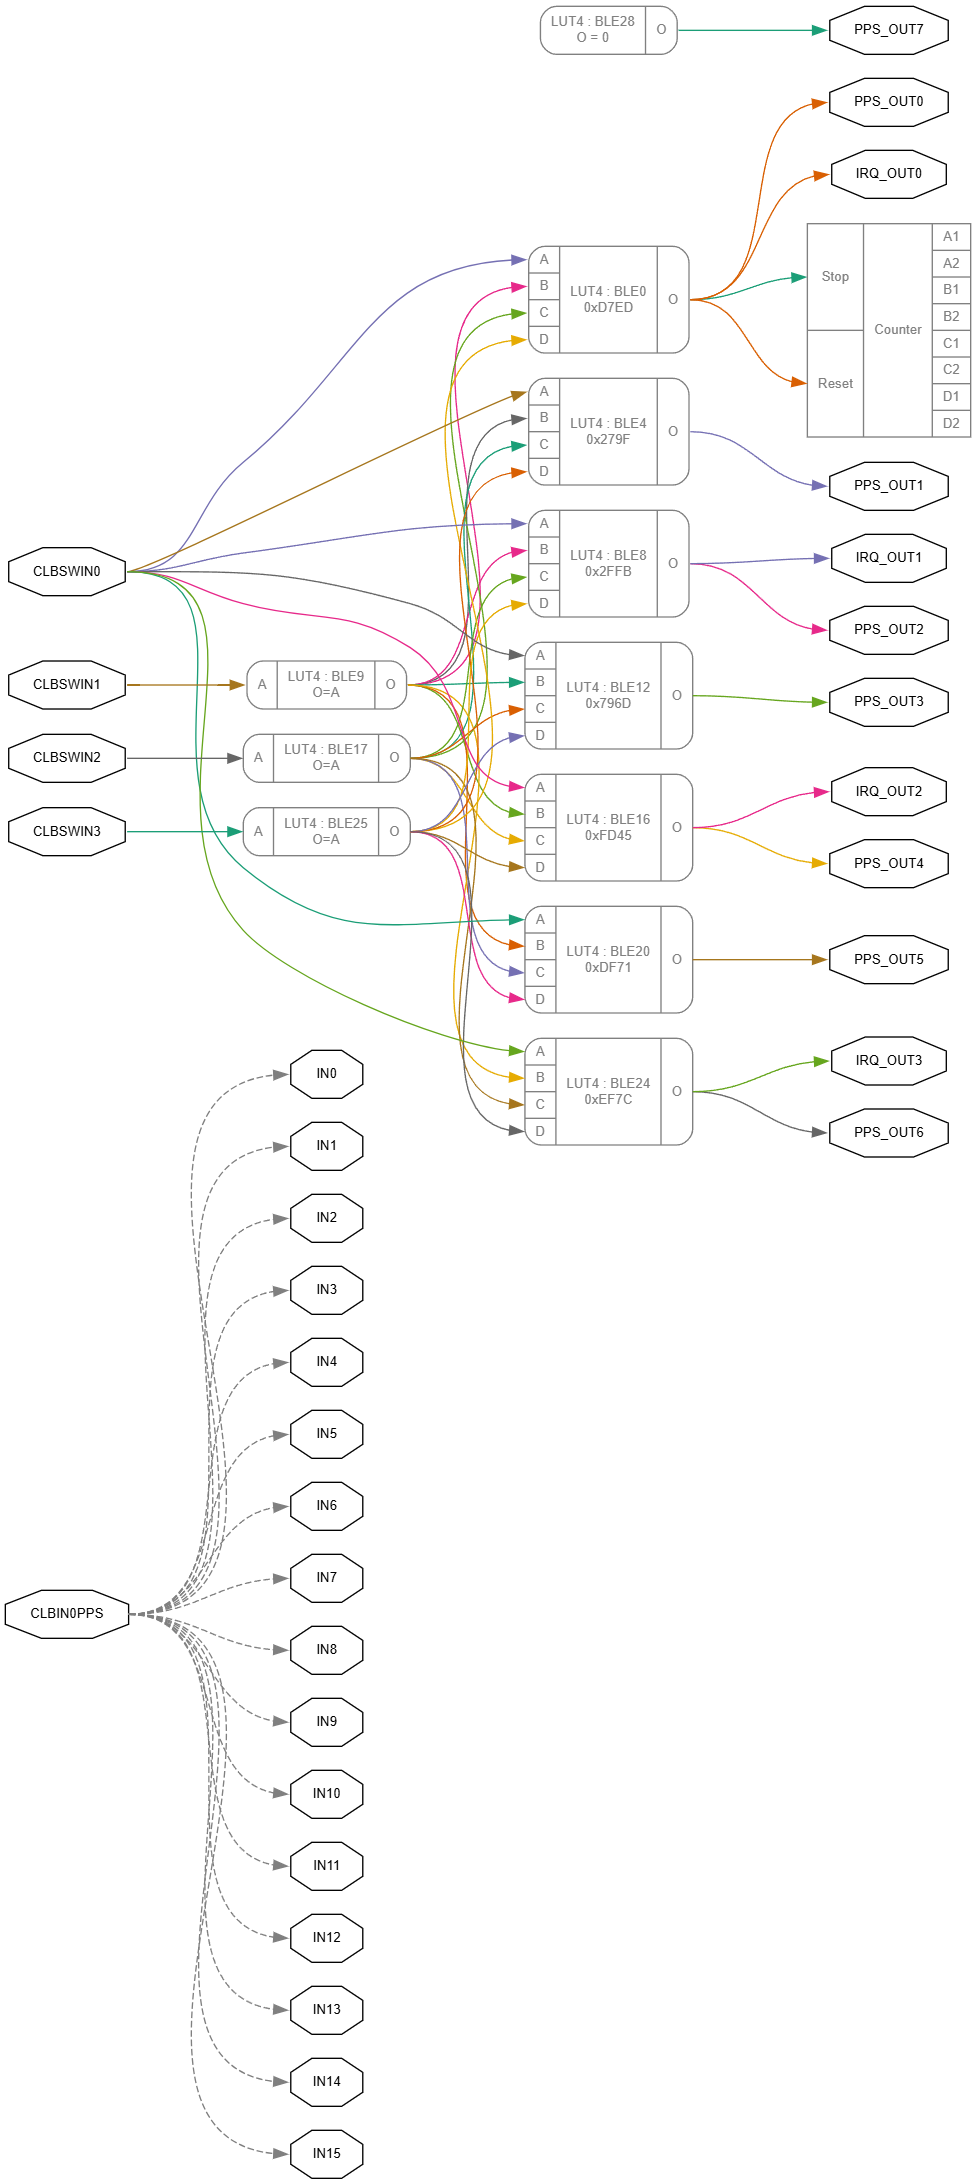 LUT4 : BLE28
O = 0
O
PPS_OUT7
PPS_OUT0
IRQ_OUT0
A
B
C
D
LUT4 : BLE0
0xD7ED
O
Stop
Reset
Counter
A1
A2
B1
B2
C1
C2
D1
D2
A
B
C
D
LUT4 : BLE4
0x279F
O
PPS_OUT1
A
B
C
D
LUT4 : BLE8
0x2FFB
O
IRQ_OUT1
PPS_OUT2
CLBSWIN0
CLBSWIN1
A
LUT4 : BLE9
O=A
O
A
B
C
D
LUT4 : BLE12
0x796D
O
PPS_OUT3
CLBSWIN2
A
LUT4 : BLE17
O=A
O
CLBSWIN3
A
LUT4 : BLE25
O=A
O
A
B
C
D
LUT4 : BLE16
0xFD45
O
IRQ_OUT2
PPS_OUT4
A
B
C
D
LUT4 : BLE20
0xDF71
O
PPS_OUT5
A
B
C
D
LUT4 : BLE24
0xEF7C
O
IRQ_OUT3
PPS_OUT6
CLBIN0PPS
IN0
IN1
IN2
IN3
IN4
IN5
IN6
IN7
IN8
IN9
IN10
IN11
IN12
IN13
IN14
IN15